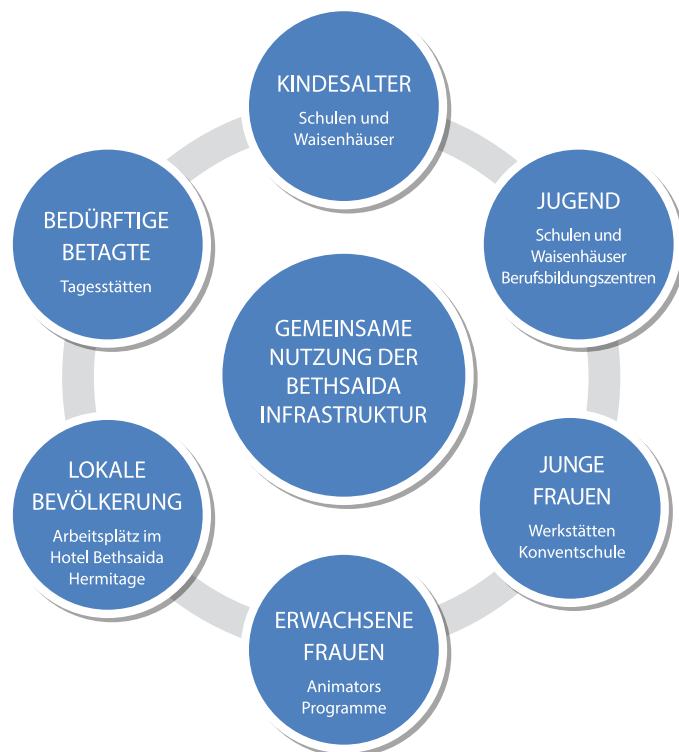 KINDESALTER
Schulen und
Waisenhäuser
JUGEND
Schulen und
Waisenhäuser
Berufsbildungszentren
JUNGE
FRAUEN
Werkstätten
Konventschule
ERWACHSENE
FRAUEN
Animators
Programme
LOKALE
BEVÖLKERUNG
Arbeitsplätz im
Hotel Bethsaida
Hermitage
BEDÜRFTIGE
BETAGTE
Tagesstätten
GEMEINSAME
NUTZUNG DER
BETHSAIDA
INFRASTRUKTUR